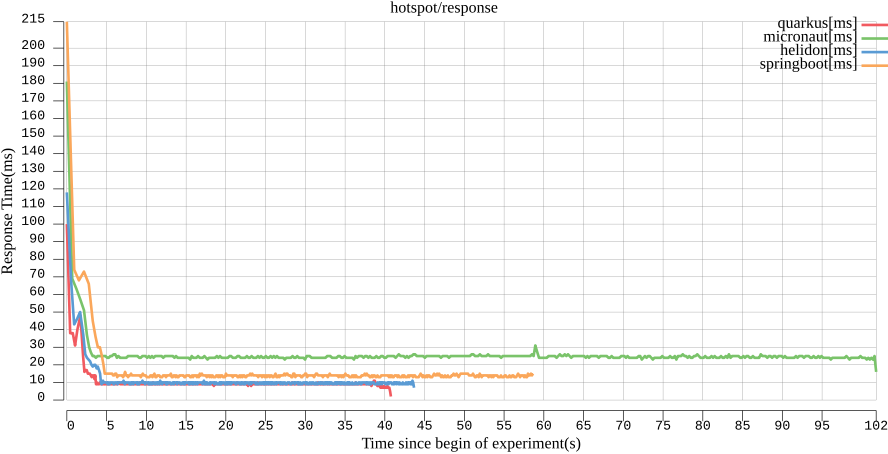 hotspot/response
quarkus[ms]
micronaut[ms]
helidon[ms]
springboot[ms]
Response Time(ms)
215
200
190
180
170
160
150
140
130
120
110
100
90
80
70
60
50
40
30
20
10
0
0 5 10 15 20 25 30 35 40 45 50 55 60 65 70 75 80 85 90 95 102
Time since begin of experiment(s)